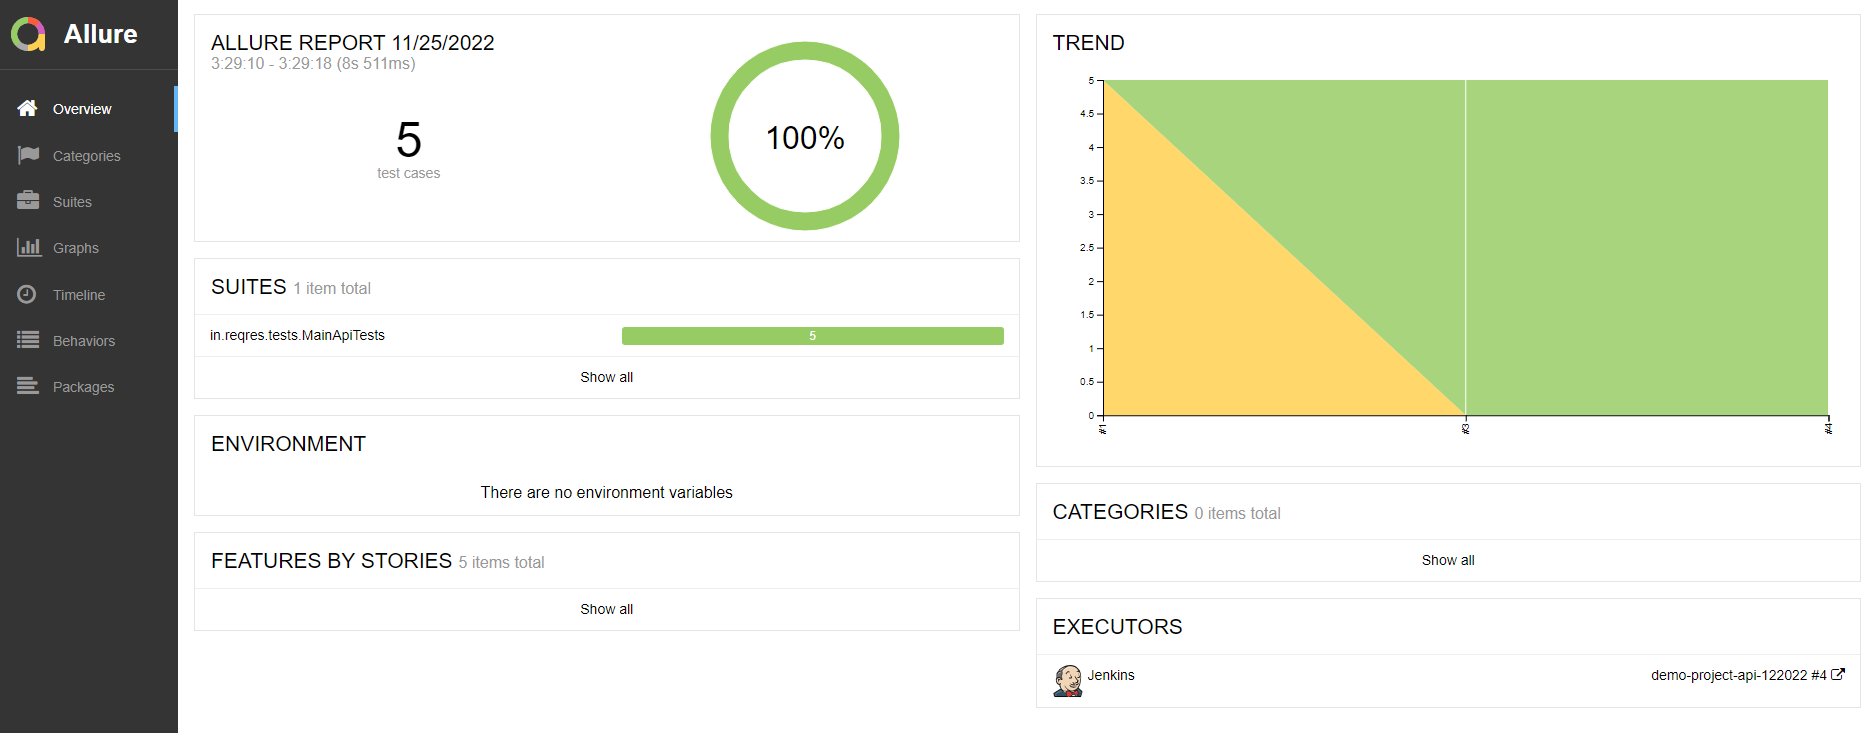 Allure
Overview
Categories
Suites
Graphs
Timeline
Behaviors
Packages
ALLURE REPORT 11/25/2022
3:29:10 - 3:29:18 (8s 511ms)
5
test cases
100%
SUITES 1 item total
in.reqres.tests.MainApiTests
5
Show all
ENVIRONMENT
There are no environment variables
FEATURES BY STORIES 5 items total
Show all
TREND
5
4.5
4
3.5
3
2.5
2
1.5
1
0.5
0
#1
#3
#4
CATEGORIES 0 items total
Show all
EXECUTORS
Jenkins
demo-project-api-122022 #4